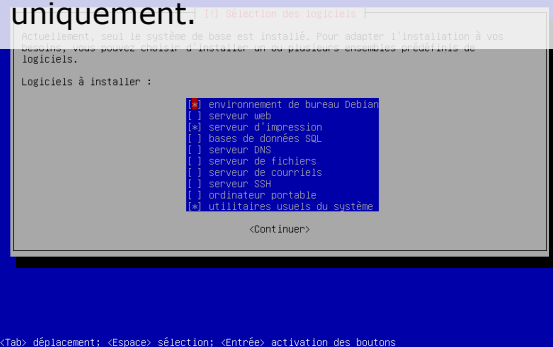 uniquement.
[!] Sélection des logiciels
Actuellement, seul le système de base est installé. Pour adapter l'installation à vos
besoins, vous pouvez choisir d'installer un ou plusieurs ensembles prédéfinis de
logiciels.
Logiciels à installer :
[*] environnement de bureau Debian
[ ] serveur web
[*] serveur d'impression
[ ] bases de données SQL
[ ] serveur DNS
[ ] serveur de fichiers
[ ] serveur de courriels
[ ] serveur SSH
[ ] ordinateur portable
[*] utilitaires usuels du système
<Continuer>
<Tab> déplacement; <Espace> sélection; <Entrée> activation des boutons